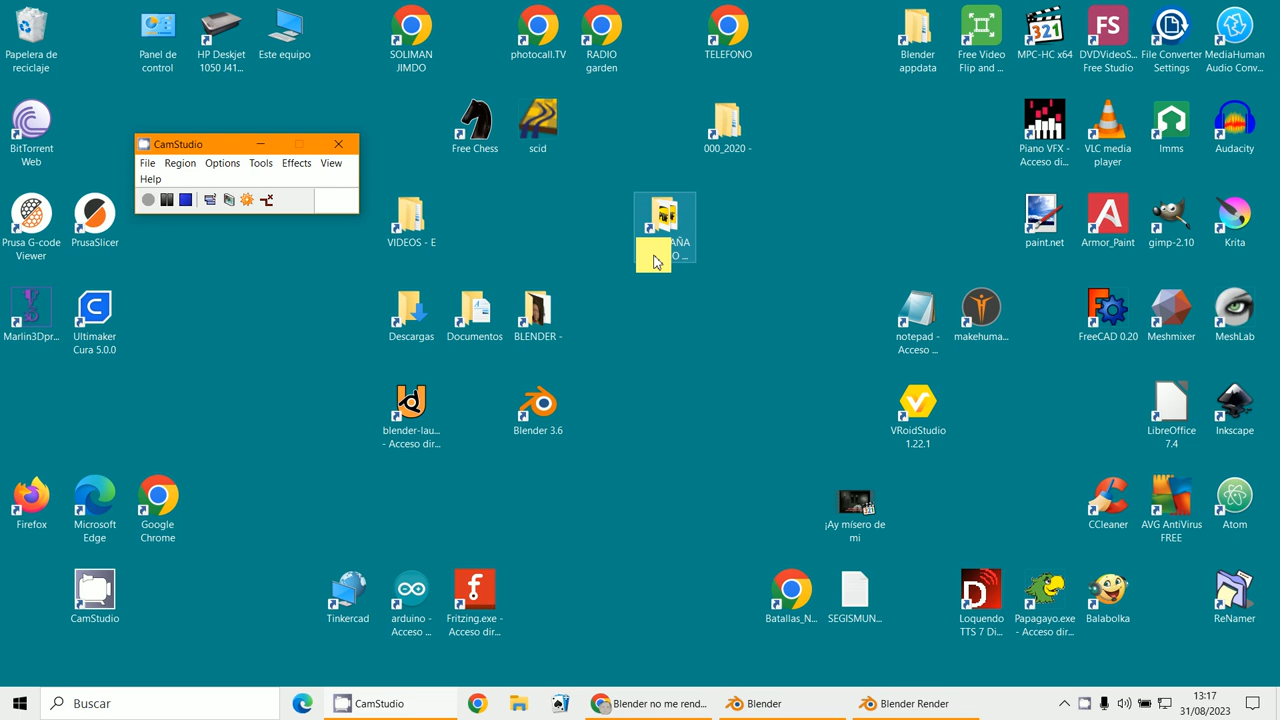 Papelera de
reciclaje
Panel de
control
HP Deskjet
1050 J41...
Este equipo
SOLIMAN
JIMDO
photocall.TV
RADIO
garden
TELEFONO
Blender
appdata
Free Video
Flip and ...
321
MPC-HC x64
FS
DVDVideoS...
Free Studio
File Converter
Settings
MediaHuman
Audio Conv...
BitTorrent
Web
CamStudio
File
Region
Options
Tools
Effects
View
Help
Free Chess
scid
000_2020 -
Piano VFX -
Acceso di...
VLC media
player
lmms
Audacity
Prusa G-code
Viewer
PrusaSlicer
VIDEOS - E
AÑA
O ...
paint.net
Armor_Paint
gimp-2.10
Krita
Marlin3Dpr...
Ultimaker
Cura 5.0.0
Descargas
Documentos
BLENDER -
notepad -
Acceso ...
makehuma...
FreeCAD 0.20
Meshmixer
MeshLab
blender-lau...
- Acceso dir...
Blender 3.6
VRoidStudio
1.22.1
LibreOffice
7.4
Inkscape
Firefox
Microsoft
Edge
Google
Chrome
321
¡Ay mísero de
mi
CCleaner
AVG AntiVirus
FREE
Atom
CamStudio
Tinkercad
arduino -
Acceso ...
f
Fritzing.exe -
Acceso dir...
Batallas_N...
SEGISMUN...
D
Loquendo
TTS 7 Di...
Papagayo.exe
- Acceso dir...
Balabolka
ReNamer
Buscar
CamStudio
Blender no me rend...
Blender
Blender Render
13:17
31/08/2023